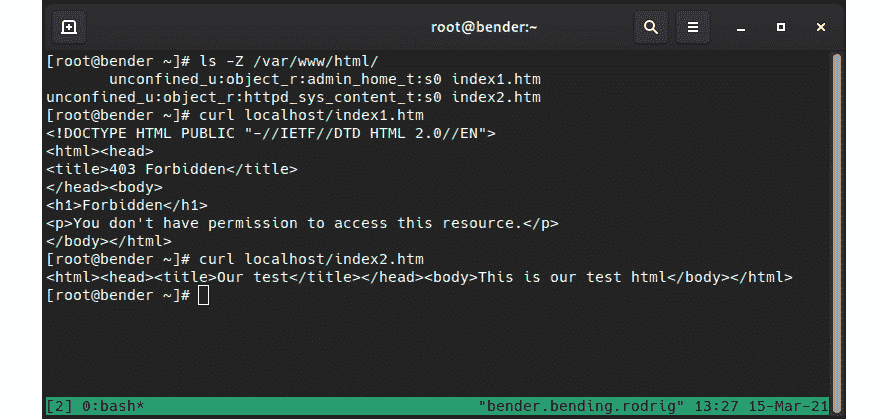 root@bender:~
[root@bender ~]# ls -Z /var/www/html/
       unconfined_u:object_r:admin_home_t:s0 index1.htm
unconfined_u:object_r:httpd_sys_content_t:s0 index2.htm
[root@bender ~]# curl localhost/index1.htm
<!DOCTYPE HTML PUBLIC "-//IETF//DTD HTML 2.0//EN">
<html><head>
<title>403 Forbidden</title>
</head><body>
<h1>Forbidden</h1>
<p>You don't have permission to access this resource.</p>
</body></html>
[root@bender ~]# curl localhost/index2.htm
<html><head><title>Our test</title></head><body>This is our test html</body></html>
[root@bender ~]#
[2] 0:bash* "bender.bending.rodrig" 13:27 15-Mar-21